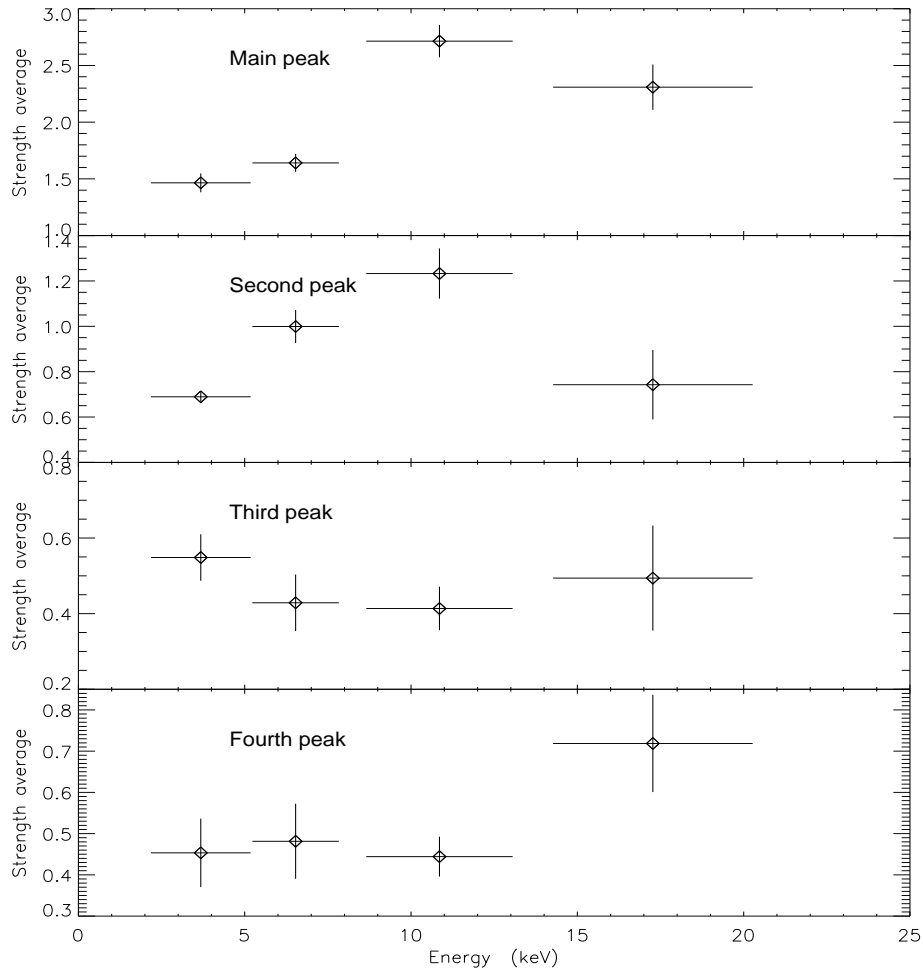 3.0
Main peak
2.5
2.0
1.5
1.0
Strength average
1.4
Second peak
1.2
1.0
0.8
0.6
0.4
Strength average
0.8
Third peak
0.6
0.4
0.2
Strength average
0.8
Fourth peak
0.7
0.6
0.5
0.4
0.3
Strength average
0 5 10 15 20 25
Energy (keV)